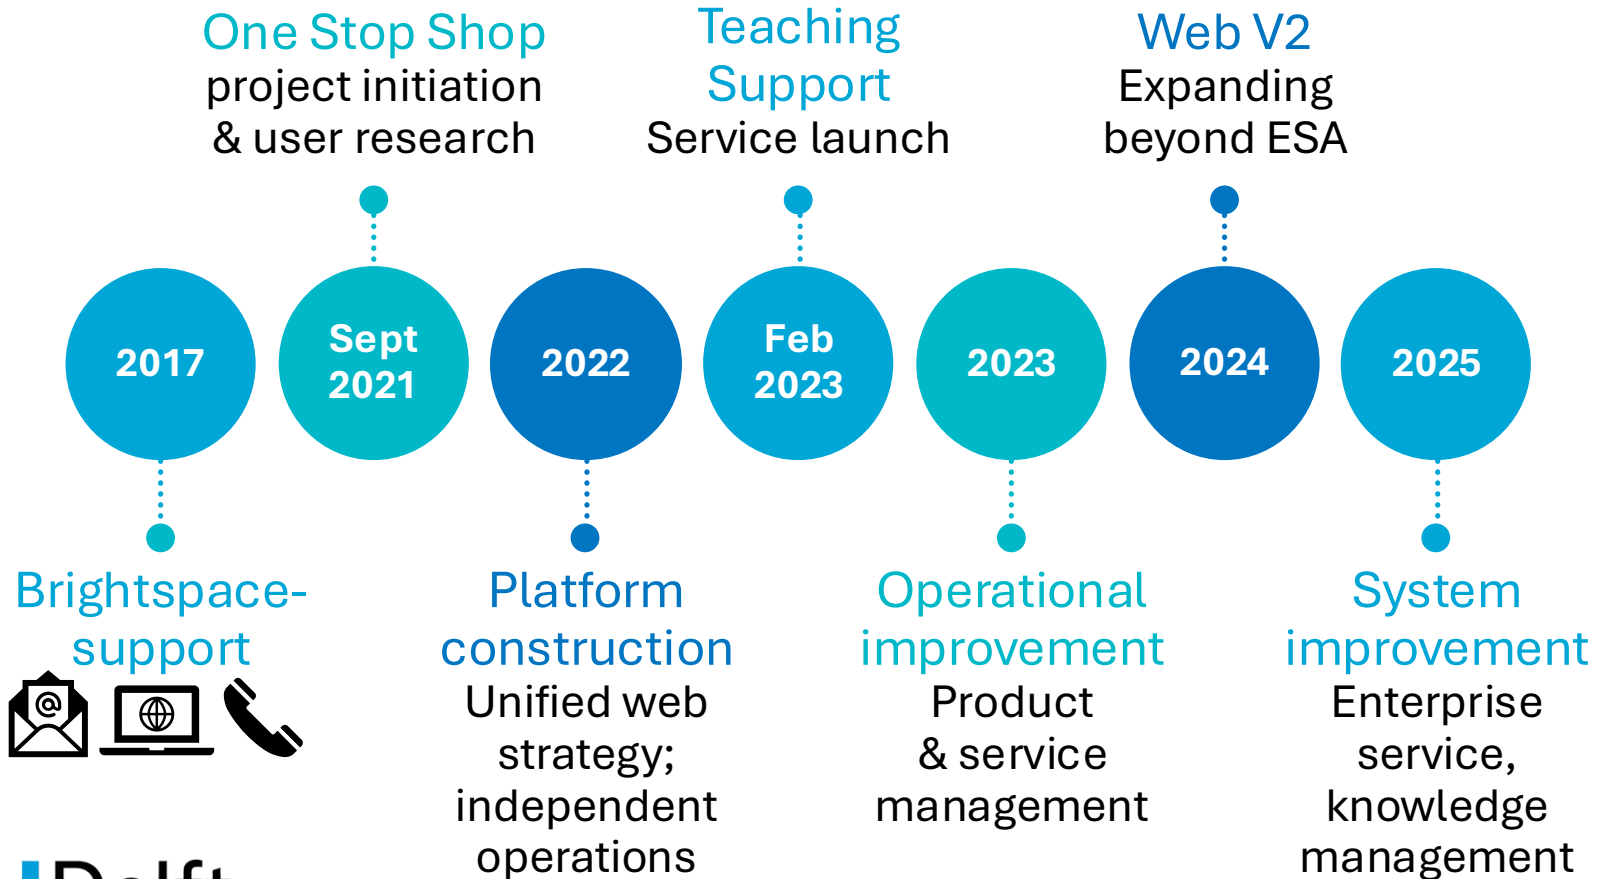 One Stop Shop
project initiation
& user research
Teaching
Support
Service launch
Web V2
Expanding
beyond ESA
2017
Sept
2021
2022
Feb
2023
2023
2024
2025
Brightspace-
support
@
Platform
construction
Unified web
strategy;
independent
operations
Operational
improvement
Product
& service
management
System
improvement
Enterprise
service,
knowledge
management
Delft